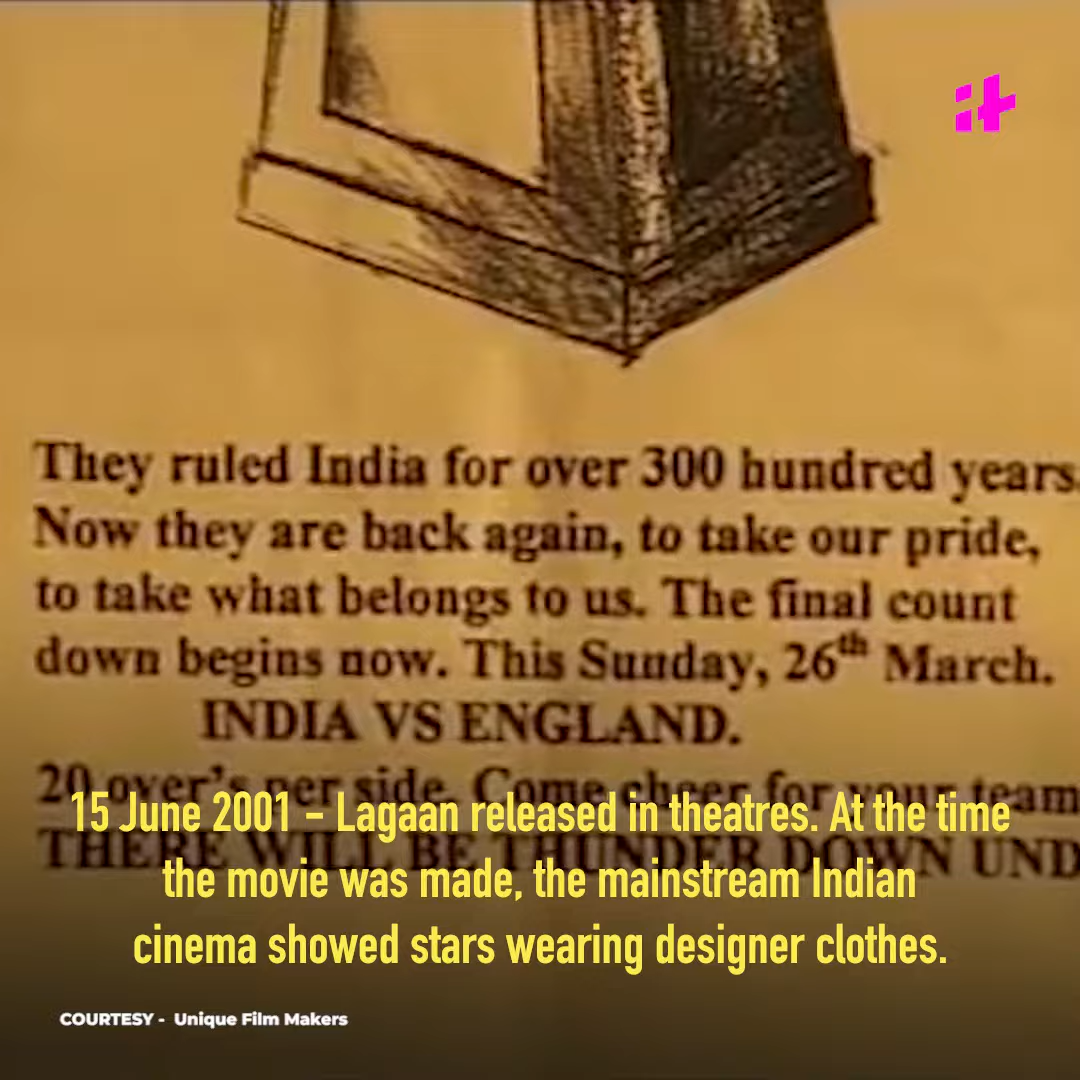 it
They ruled India for over 300 hundred years.
Now they are back again, to take our pride,
to take what belongs to us. The final count
down begins now. This Sunday, 26th March.
INDIA VS ENGLAND.
20 over's per side. Come cheer for your team
THERE WILL BE THUNDER DOWN UND
15 June 2001 – Lagaan released in theatres. At the time
the movie was made, the mainstream Indian
cinema showed stars wearing designer clothes.
COURTESY - Unique Film Makers